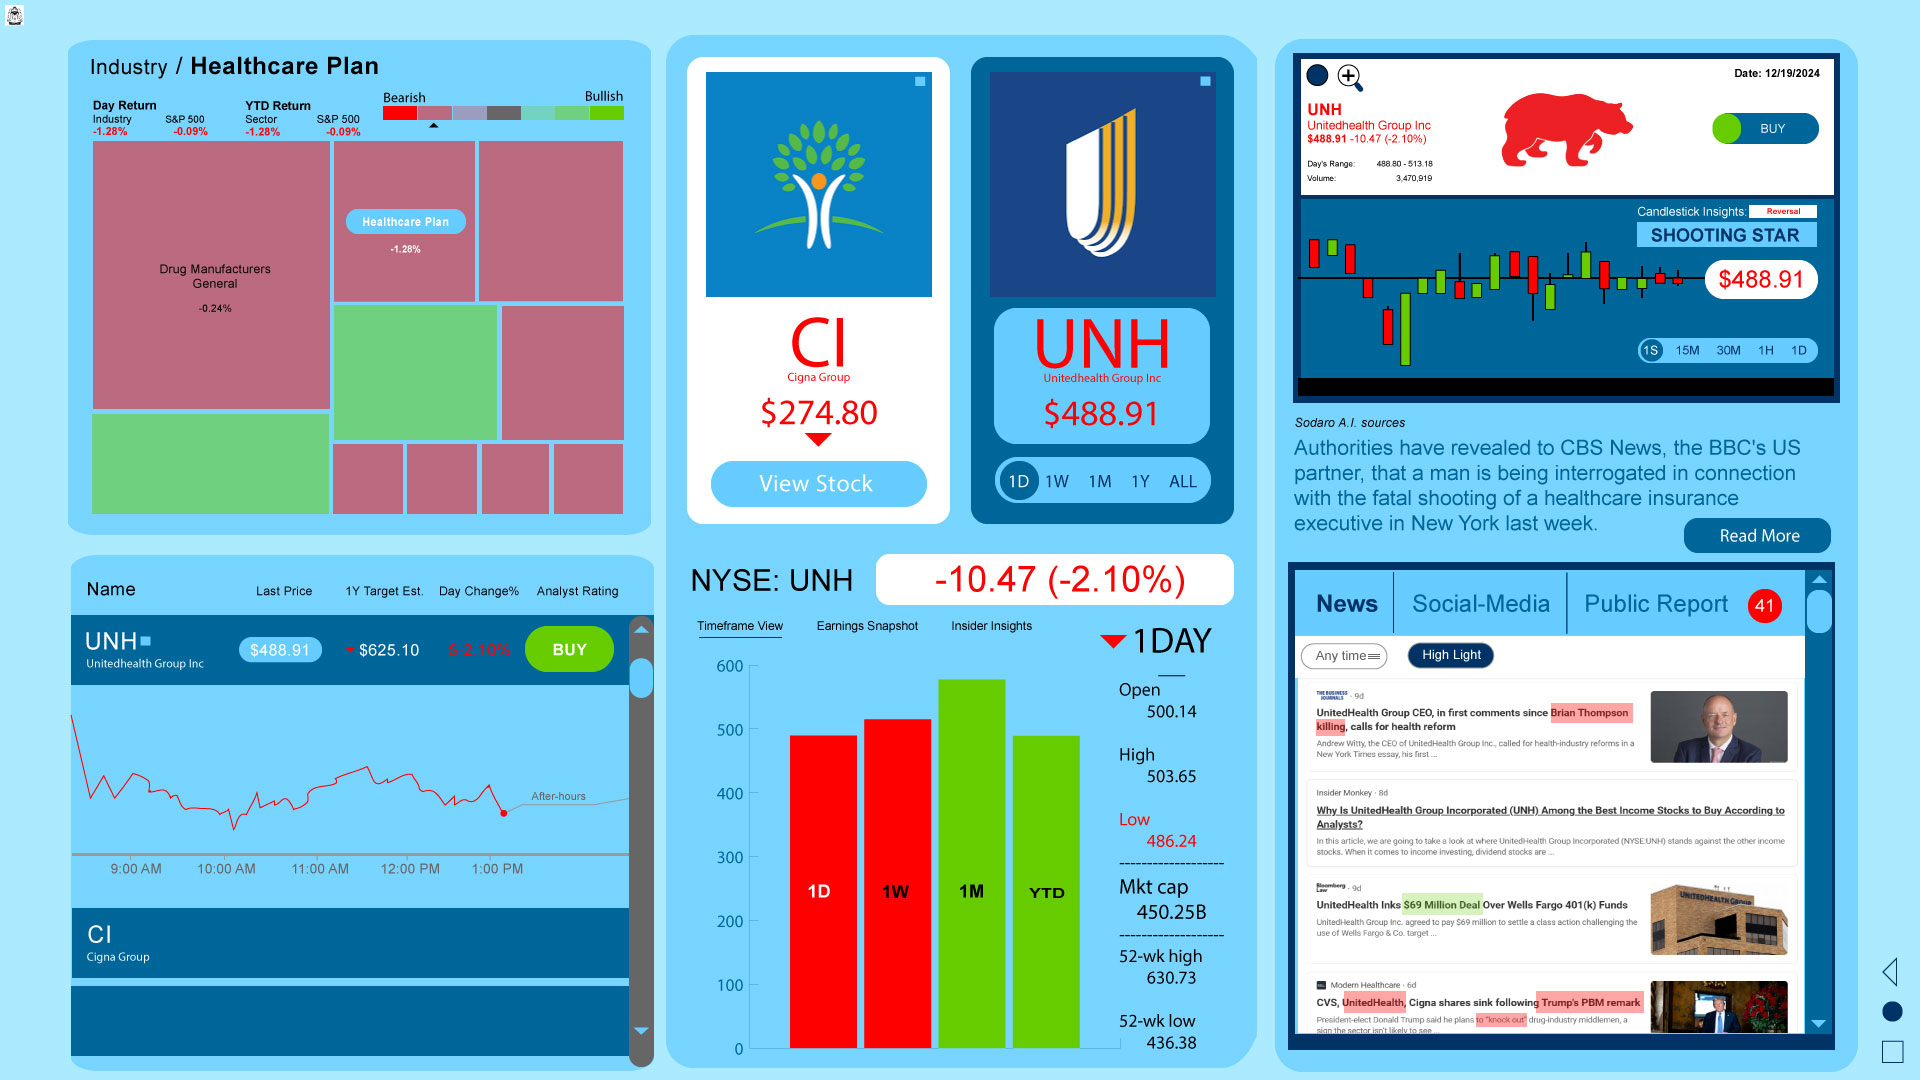 Industry / Healthcare Plan
Day Return
Industry S&P 500
-1.28% -0.09%
YTD Return
Sector S&P 500
-1.28% -0.09%
Bearish Bullish
Healthcare Plan
-1.28%
Drug Manufacturers
General
-0.24%
Name Last Price 1Y Target Est. Day Change% Analyst Rating
UNH
Unitedhealth Group Inc
$488.91 $625.10 $-2.10% BUY
After-hours
9:00 AM 10:00 AM 11:00 AM 12:00 PM 1:00 PM
CI
Cigna Group
CI
Cigna Group
$274.80
View Stock
UNH
Unitedhealth Group Inc
$488.91
1D 1W 1M 1Y ALL
NYSE: UNH -10.47 (-2.10%)
Timeframe View Earnings Snapshot Insider Insights
1DAY
600
500
400
300
200
100
0
1D 1W 1M YTD
Open
500.14
High
503.65
Low
486.24
-------------------
Mkt cap
450.25B
-------------------
52-wk high
630.73
52-wk low
436.38
Date: 12/19/2024
UNH
Unitedhealth Group Inc
$488.91 -10.47 (-2.10%)
Day's Range: 488.80 - 513.18
Volume: 3,470,919
BUY
Candlestick Insights: Reversal
SHOOTING STAR
$488.91
1S 15M 30M 1H 1D
Sodaro A.I. sources
Authorities have revealed to CBS News, the BBC's US
partner, that a man is being interrogated in connection
with the fatal shooting of a healthcare insurance
executive in New York last week.
Read More
News Social-Media Public Report 41
Any time High Light
THE BUSINESS JOURNALS · 9d
UnitedHealth Group CEO, in first comments since Brian Thompson
killing, calls for health reform
Andrew Witty, the CEO of UnitedHealth Group Inc., called for health-industry reforms in a
New York Times essay, his first ...
Insider Monkey · 8d
Why Is UnitedHealth Group Incorporated (UNH) Among the Best Income Stocks to Buy According to
Analysts?
In this article, we are going to take a look at where UnitedHealth Group Incorporated (NYSE:UNH) stands against the other income
stocks. When it comes to income investing, dividend stocks are ...
Bloomberg Law · 9d
UnitedHealth Inks $69 Million Deal Over Wells Fargo 401(k) Funds
UnitedHealth Group Inc. agreed to pay $69 million to settle a class action challenging the
use of Wells Fargo & Co. target ...
UNITEDHEALTH GROUP
Modern Healthcare · 6d
CVS, UnitedHealth, Cigna shares sink following Trump's PBM remark
President-elect Donald Trump said he plans to "knock out" drug-industry middlemen, a
sign the sector isn't likely to see ...